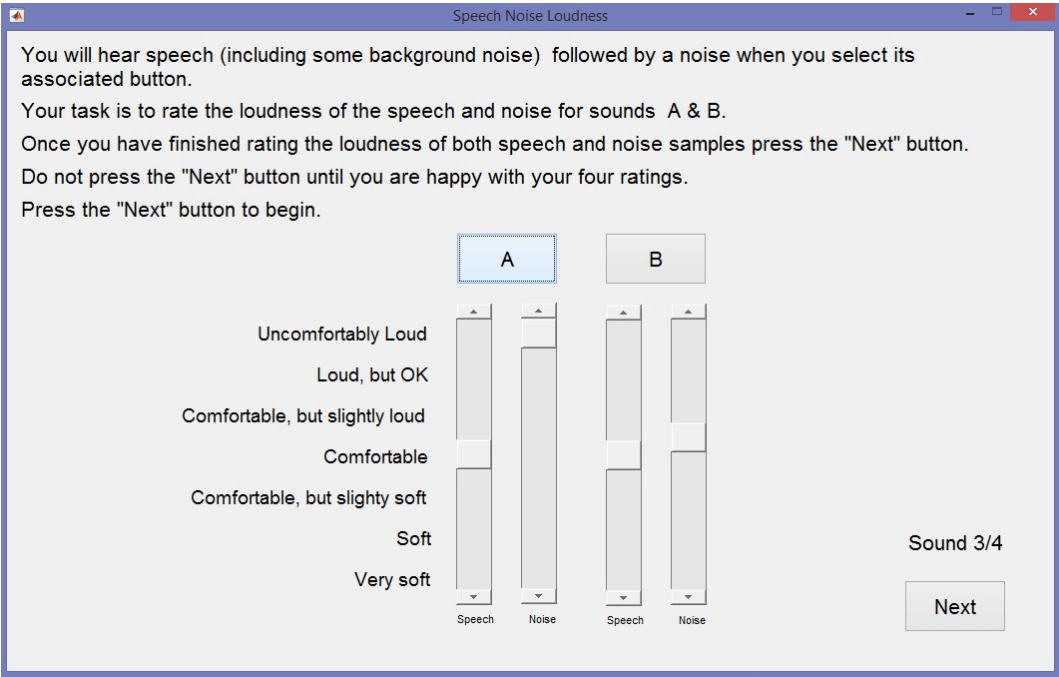 Speech Noise Loudness
You will hear speech (including some background noise)  followed by a noise when you select its
associated button.
Your task is to rate the loudness of the speech and noise for sounds  A & B.
Once you have finished rating the loudness of both speech and noise samples press the "Next" button.
Do not press the "Next" button until you are happy with your four ratings.
Press the "Next" button to begin.
A B
Uncomfortably Loud
Loud, but OK
Comfortable, but slightly loud
Comfortable
Comfortable, but slighty soft
Soft
Very soft
Speech Noise Speech Noise
Sound 3/4
Next